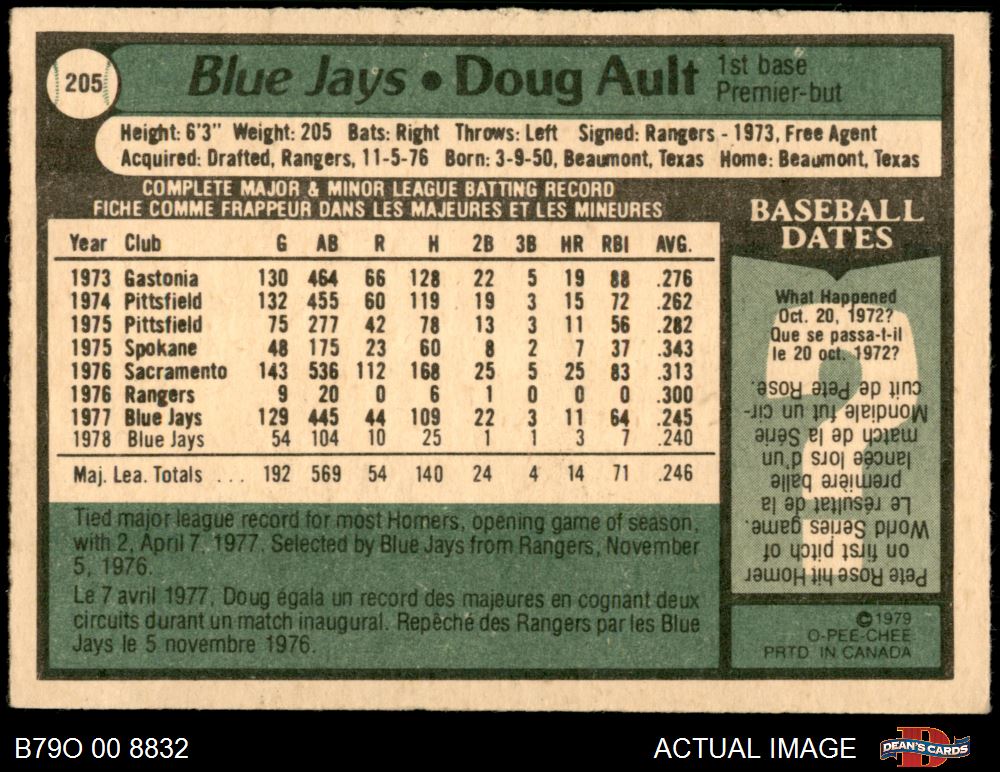 205
Blue Jays • Doug Ault
1st base
Premier-but
Height: 6'3" Weight: 205 Bats: Right Throws: Left Signed: Rangers - 1973, Free Agent
Acquired: Drafted, Rangers, 11-5-76 Born: 3-9-50, Beaumont, Texas Home: Beaumont, Texas
COMPLETE MAJOR & MINOR LEAGUE BATTING RECORD
FICHE COMME FRAPPEUR DANS LES MAJEURES ET LES MINEURES
Year Club G AB R H 2B 3B HR RBI AVG.
1973 Gastonia 130 464 66 128 22 5 19 88 .276
1974 Pittsfield 132 455 60 119 19 3 15 72 .262
1975 Pittsfield 75 277 42 78 13 3 11 56 .282
1975 Spokane 48 175 23 60 8 2 7 37 .343
1976 Sacramento 143 536 112 168 25 5 25 83 .313
1976 Rangers 9 20 0 6 1 0 0 0 .300
1977 Blue Jays 129 445 44 109 22 3 11 64 .245
1978 Blue Jays 54 104 10 25 1 1 3 7 .240
Maj. Lea. Totals ... 192 569 54 140 24 4 14 71 .246
Tied major league record for most Homers, opening game of season,
with 2, April 7, 1977. Selected by Blue Jays from Rangers, November
5, 1976.
Le 7 avril 1977, Doug égala un record des majeures en cognant deux
circuits durant un match inaugural. Repêché des Rangers par les Blue
Jays le 5 novembre 1976.
BASEBALL
DATES
What Happened
Oct. 20, 1972?
Que se passa-t-il
le 20 oct. 1972?
Pete Rose hit Homer
on first pitch of
World Series game.
Le résultat de la
première balle
lancée lors d'un
match de la Série
Mondiale fut un cir-
cuit de Pete Rose.
©1979
O-PEE-CHEE
PRTD IN CANADA
B79O 00 8832
ACTUAL IMAGE
DEAN'S CARDS